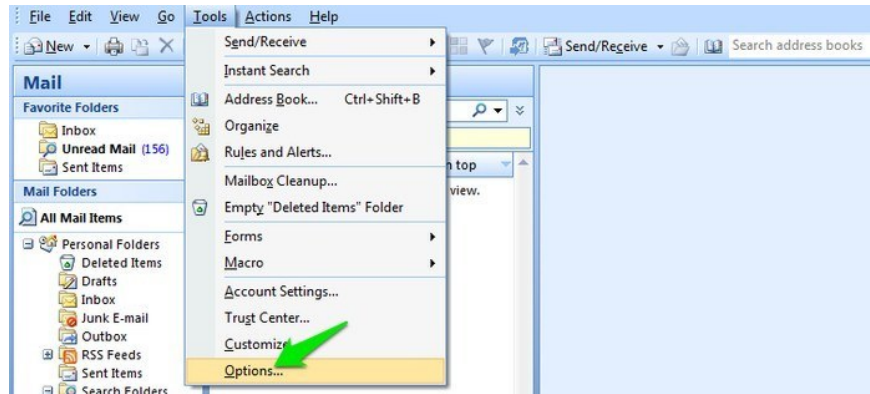 File Edit View Go Tools Actions Help
New Send/Receive Search address books
Send/Receive
Instant Search
Address Book... Ctrl+Shift+B
Organize
Rules and Alerts...
Mailbox Cleanup...
Empty "Deleted Items" Folder
Forms
Macro
Account Settings...
Trust Center...
Customize
Options...
Mail
Favorite Folders
Inbox
Unread Mail (156)
Sent Items
Mail Folders
All Mail Items
Personal Folders
Deleted Items
Drafts
Inbox
Junk E-mail
Outbox
RSS Feeds
Sent Items
Search Folders
top
view.